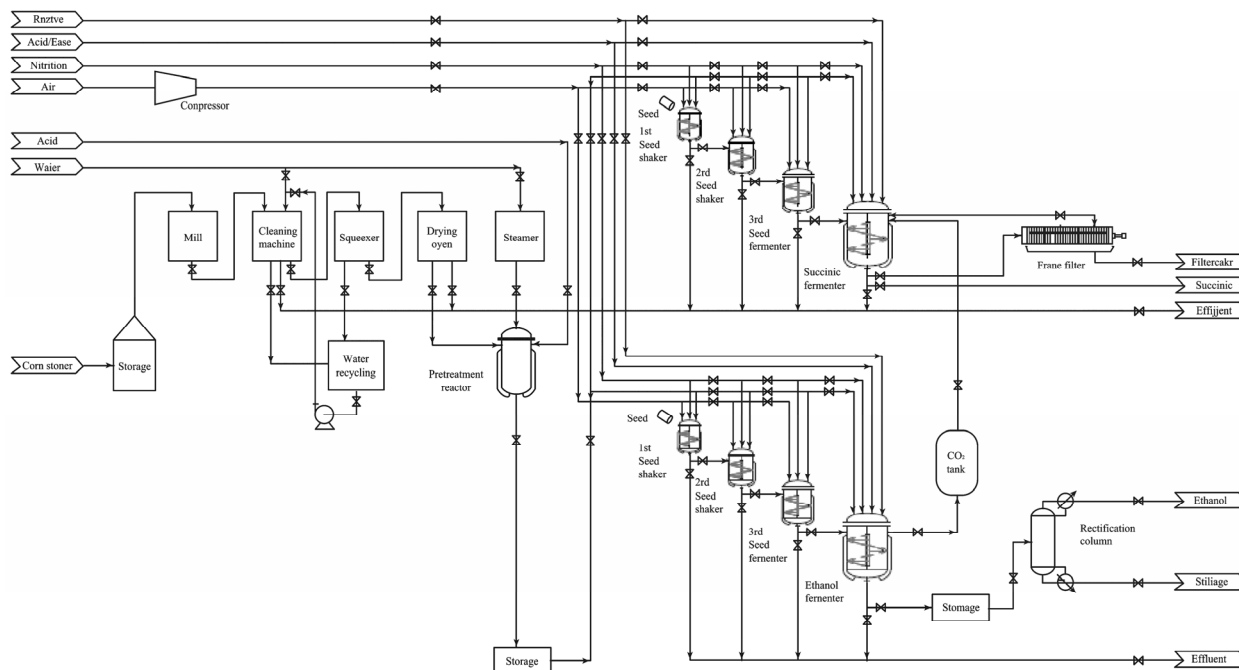 Rnztve
Acid/Ease
Nitrition
Air
Conpressor
Acid
Waier
Seed
1st
Seed
shaker
2rd
Seed
shaker
3rd
Seed
fermenter
Mill
Cleaning
machine
Squeexer
Drying
oyen
Steamer
Succinic
fermenter
Frane filter
Filtercakr
Succinic
Effijjent
Corn stoner
Storage
Water
recycling
Pretreatment
reactor
Seed
1st
Seed
shaker
2rd
Seed
shaker
3rd
Seed
fernenter
CO₂
tank
Ethanol
Rectification
column
Ethanol
fernenter
Stiliage
Stomage
Storage
Effluent